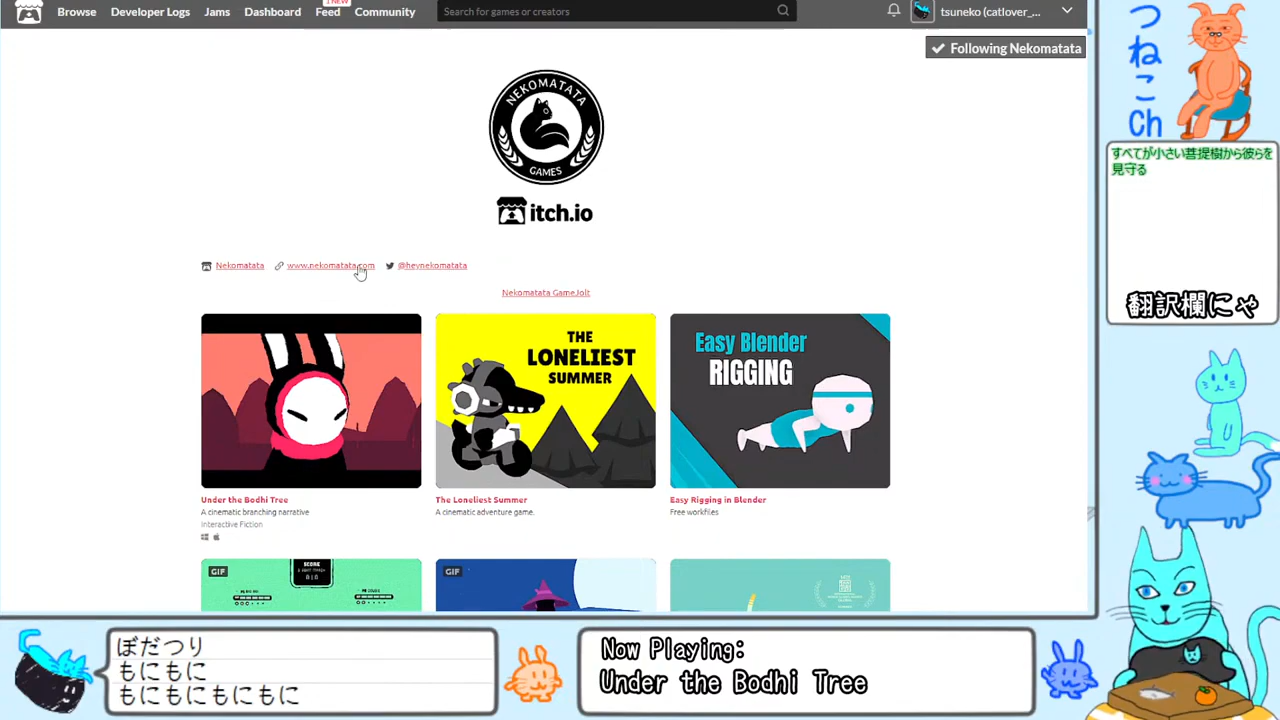 Browse Developer Logs Jams Dashboard Feed Community
1 NEW
Search for games or creators
tsuneko (catlover_...
Following Nekomatata
NEKOMATATA
GAMES
itch.io
Nekomatata www.nekomatata.com @heynekomatata
Nekomatata GameJolt
THE
LONELIEST
SUMMER
Easy Blender
RIGGING
Under the Bodhi Tree
A cinematic branching narrative
Interactive Fiction
The Loneliest Summer
A cinematic adventure game.
Easy Rigging in Blender
Free workfiles
GIF
SCORE
GIF
つねこ
Ch
すべてが小さい菩提樹から彼らを
見守る
翻訳欄にゃ
ぼだつり
もにもに
もにもにもにもに
Now Playing:
Under the Bodhi Tree